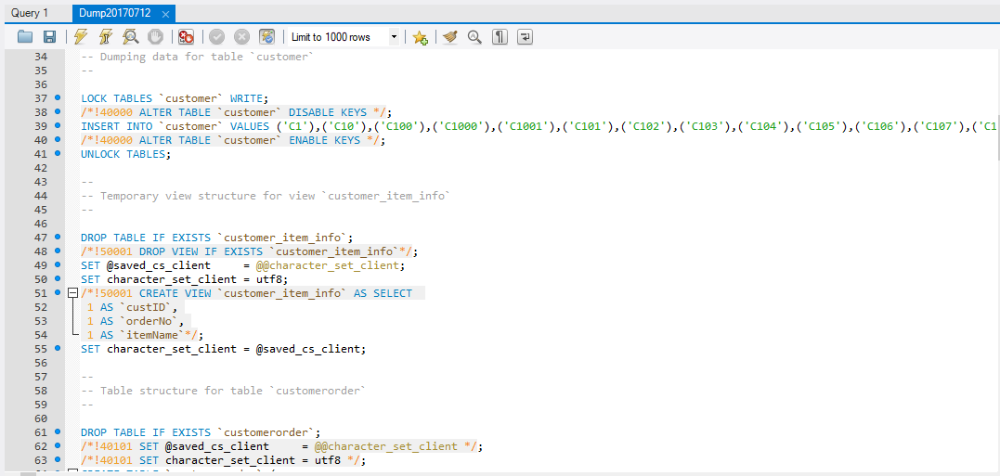 Query 1 Dump20170712 ×
Limit to 1000 rows
34 -- Dumping data for table `customer`
35 --
36
37 LOCK TABLES `customer` WRITE;
38 /*!40000 ALTER TABLE `customer` DISABLE KEYS */;
39 INSERT INTO `customer` VALUES ('C1'),('C10'),('C100'),('C1000'),('C1001'),('C101'),('C102'),('C103'),('C104'),('C105'),('C106'),('C107'),('C1
40 /*!40000 ALTER TABLE `customer` ENABLE KEYS */;
41 UNLOCK TABLES;
42
43 --
44 -- Temporary view structure for view `customer_item_info`
45 --
46
47 DROP TABLE IF EXISTS `customer_item_info`;
48 /*!50001 DROP VIEW IF EXISTS `customer_item_info`*/;
49 SET @saved_cs_client     = @@character_set_client;
50 SET character_set_client = utf8;
51 /*!50001 CREATE VIEW `customer_item_info` AS SELECT
52 1 AS `custID`,
53 1 AS `orderNo`,
54 1 AS `itemName`*/;
55 SET character_set_client = @saved_cs_client;
56
57 --
58 -- Table structure for table `customerorder`
59 --
60
61 DROP TABLE IF EXISTS `customerorder`;
62 /*!40101 SET @saved_cs_client     = @@character_set_client */;
63 /*!40101 SET character_set_client = utf8 */;